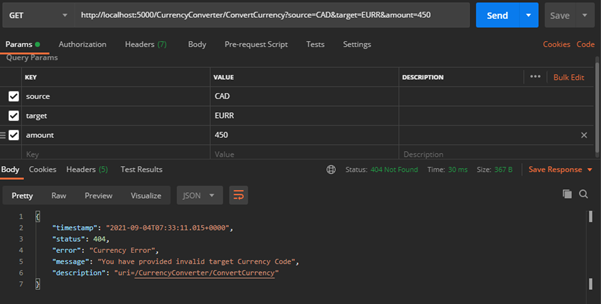 GET http://localhost:5000/CurrencyConverter/ConvertCurrency?source=CAD&target=EURR&amount=450 Send Save
Params Authorization Headers (7) Body Pre-request Script Tests Settings Cookies Code
Query Params
KEY VALUE DESCRIPTION ••• Bulk Edit
source CAD
target EURR
amount 450
Key Value Description
Body Cookies Headers (5) Test Results Status: 404 Not Found Time: 30 ms Size: 367 B Save Response
Pretty Raw Preview Visualize JSON
1 {
2 "timestamp": "2021-09-04T07:33:11.015+0000",
3 "status": 404,
4 "error": "Currency Error",
5 "message": "You have provided invalid target Currency Code",
6 "description": "uri=/CurrencyConverter/ConvertCurrency"
7 }